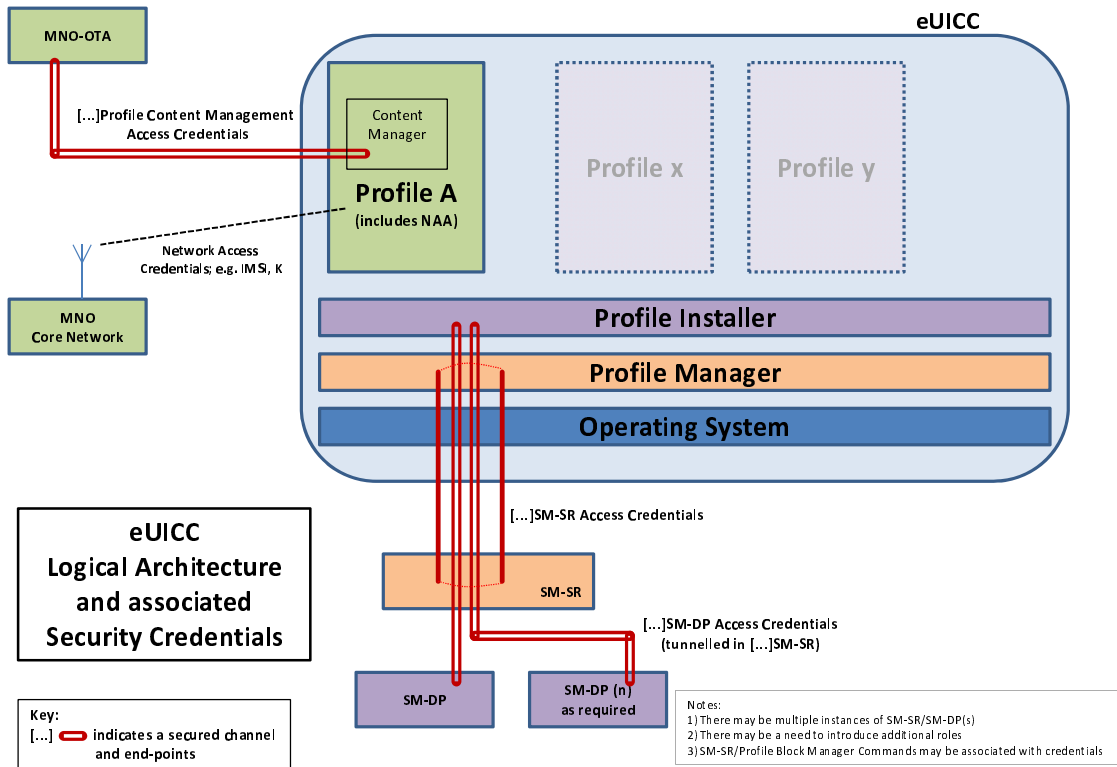 eUICC
MNO-OTA
[...]Profile Content Management
Access Credentials
Content
Manager
Profile A
(includes NAA)
Profile x
Profile y
Network Access
Credentials; e.g. IMSI, K
MNO
Core Network
Profile Installer
Profile Manager
Operating System
[...]SM-SR Access Credentials
eUICC
Logical Architecture
and associated
Security Credentials
SM-SR
[...]SM-DP Access Credentials
(tunnelled in [...]SM-SR)
SM-DP
SM-DP (n)
as required
Key:
[...] indicates a secured channel
and end-points
Notes:
1) There may be multiple instances of SM-SR/SM-DP(s)
2) There may be a need to introduce additional roles
3) SM-SR/Profile Block Manager Commands may be associated with credentials